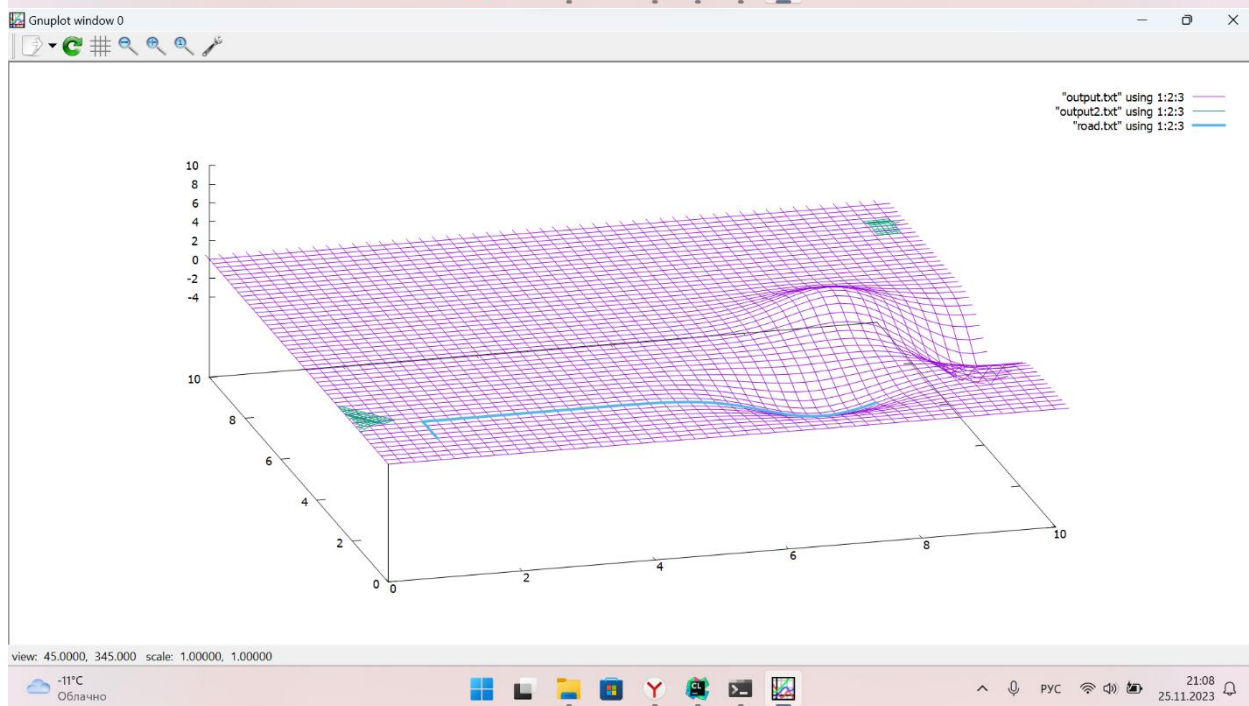 Gnuplot window 0
"output.txt" using 1:2:3
"output2.txt" using 1:2:3
"road.txt" using 1:2:3
10
8
6
4
2
0
-2
-4
10
8
6
4
2
0
0
2
4
6
8
10
view: 45.0000, 345.000 scale: 1.00000, 1.00000
-11°C
Облачно
РУС
21:08
25.11.2023